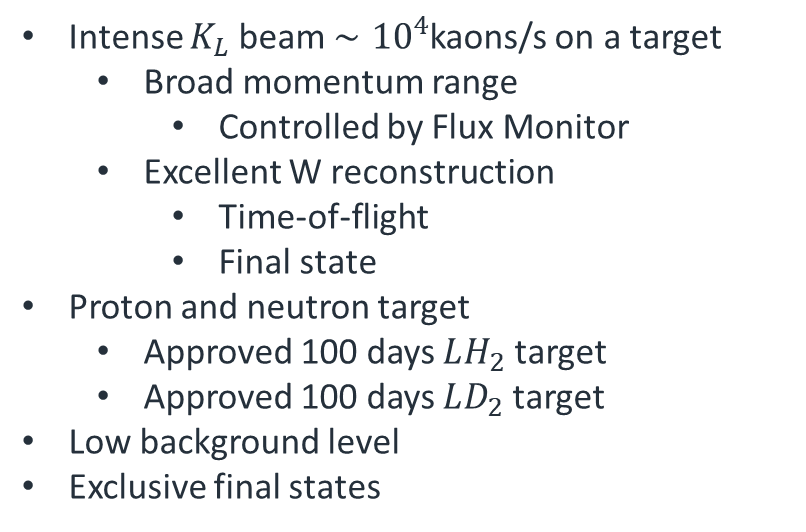 • Intense K_L beam ~ 10^4 kaons/s on a target
• Broad momentum range
• Controlled by Flux Monitor
• Excellent W reconstruction
• Time-of-flight
• Final state
• Proton and neutron target
• Approved 100 days LH_2 target
• Approved 100 days LD_2 target
• Low background level
• Exclusive final states